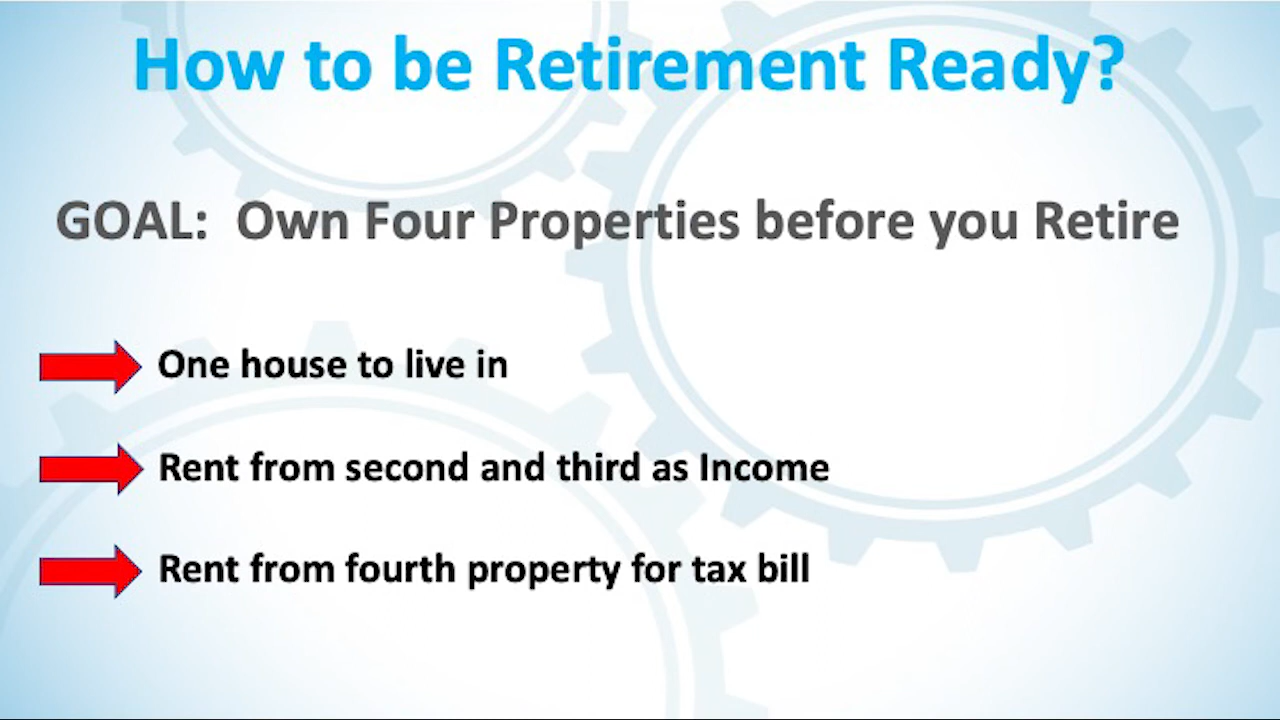 How to be Retirement Ready?
GOAL: Own Four Properties before you Retire
One house to live in
Rent from second and third as Income
Rent from fourth property for tax bill